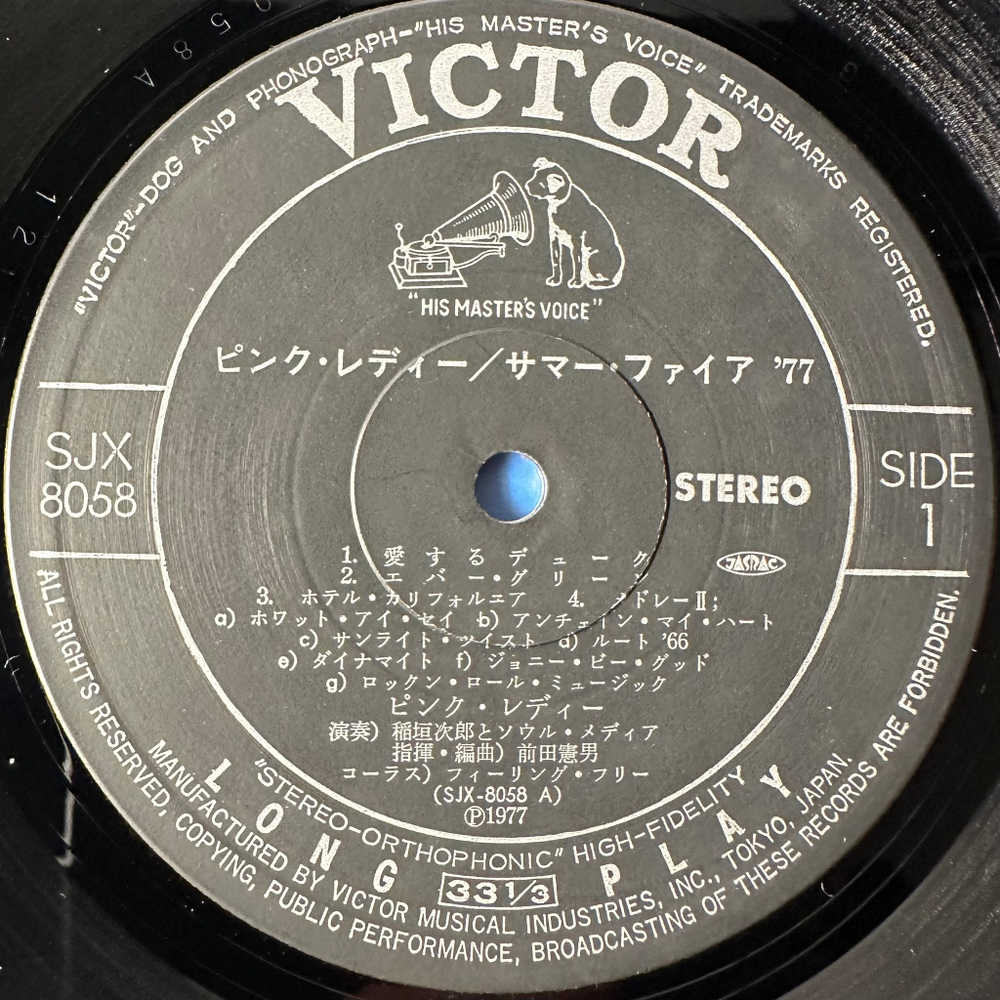 "VICTOR"-DOG AND PHONOGRAPH-"HIS MASTER'S VOICE" TRADEMARKS REGISTERED.
VICTOR
"HIS MASTER'S VOICE"
ピンク・レディー/サマー・ファイア '77
SJX
8058
STEREO
SIDE
1
1. 愛するデューク
2. エバー・グリーン
JASRAC
3. ホテル・カリフォルニア 4. メドレーⅡ;
a) ホワット・アイ・セイ b) アンチェイン・マイ・ハート
c) サンライト・ツイスト d) ルート '66
e) ダイナマイト f) ジョニー・ビー・グッド
g) ロックン・ロール・ミュージック
ピンク・レディー
演奏) 稲垣次郎とソウル・メディア
指揮・編曲) 前田憲男
コーラス) フィーリング・フリー
(SJX-8058 A)
Ⓟ1977
"STEREO-ORTHOPHONIC" HIGH-FIDELITY
LONG 33 1/3 PLAY
MANUFACTURED BY VICTOR MUSICAL INDUSTRIES, INC., TOKYO, JAPAN.
ALL RIGHTS RESERVED, COPYING, PUBLIC PERFORMANCE, BROADCASTING OF THESE RECORDS ARE FORBIDDEN.